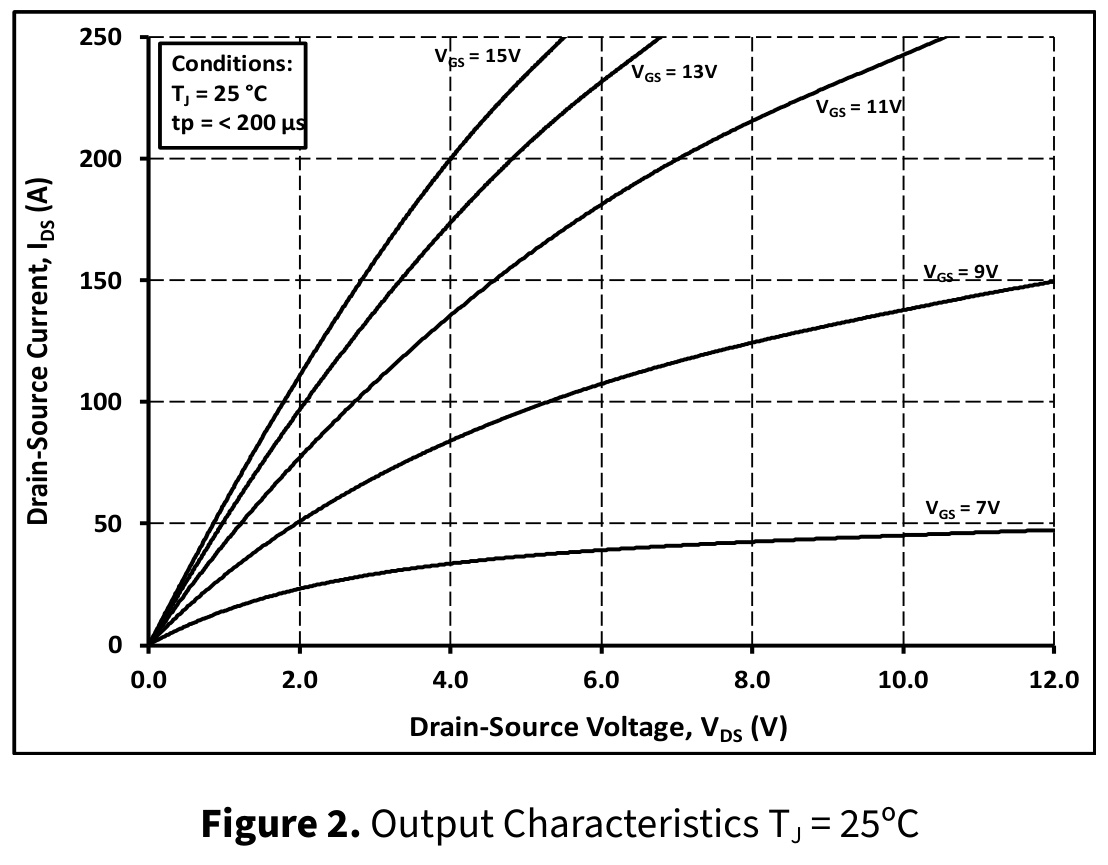 250
200
150
100
50
0
Conditions:
TJ = 25 °C
tp = < 200 µs
VGS = 15V
VGS = 13V
VGS = 11V
VGS = 9V
VGS = 7V
Drain-Source Current, IDS (A)
0.0 2.0 4.0 6.0 8.0 10.0 12.0
Drain-Source Voltage, VDS (V)
Figure 2. Output Characteristics TJ = 25ºC